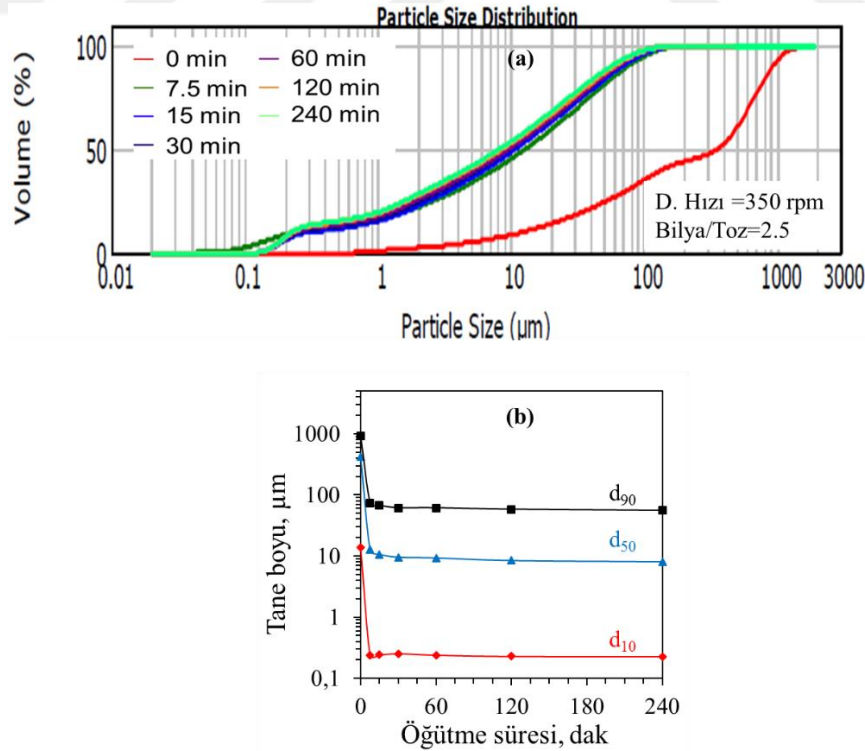 Particle Size Distribution
(a)
Volume (%)
100
50
0
0 min
7.5 min
15 min
30 min
60 min
120 min
240 min
D. Hızı =350 rpm
Bilya/Toz=2.5
0.01 0.1 1 10 100 1000 3000
Particle Size (µm)
(b)
Tane boyu, µm
1000
100
10
1
0,1
d90
d50
d10
0 60 120 180 240
Öğütme süresi, dak